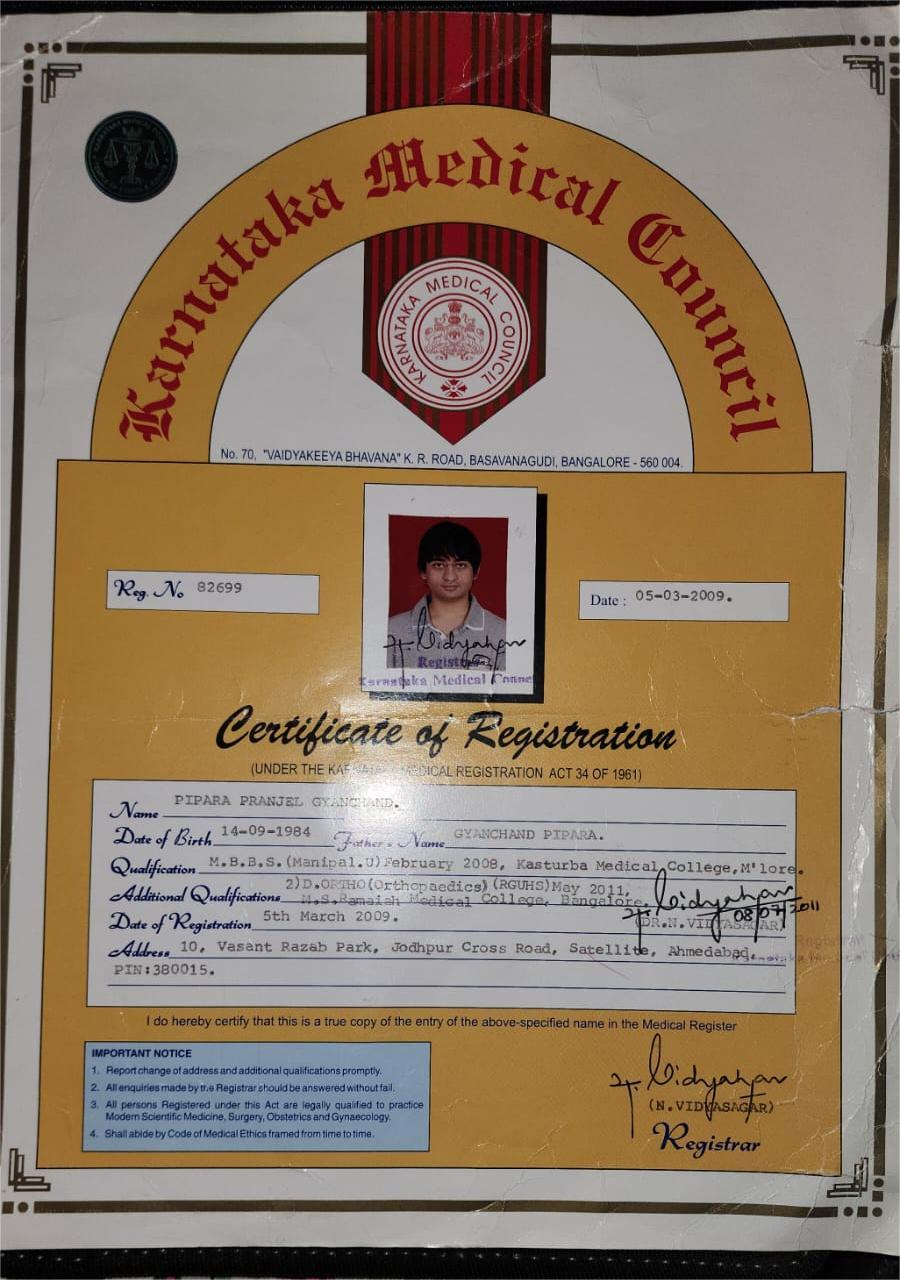 Karnataka Medical Council
KARNATAKA MEDICAL COUNCIL
No. 70, "VAIDYAKEEYA BHAVANA" K. R. ROAD, BASAVANAGUDI, BANGALORE - 560 004.
Reg. No 82699
Date : 05-03-2009.
Registrar
Karnataka Medical Council
Certificate of Registration
(UNDER THE KARNATAKA MEDICAL REGISTRATION ACT 34 OF 1961)
Name PIPARA PRANJEL GYANCHAND.
Date of Birth 14-09-1984 Father's Name GYANCHAND PIPARA.
Qualification M.B.B.S.(Manipal.U)February 2008, Kasturba Medical College,M'lore.
Additional Qualifications 2)D.ORTHO(Orthopaedics)(RGUHS)May 2011,
M.S.Ramaiah Medical College, Bangalore.
08/07/2011
(DR.N.VIDYASAGAR)
Date of Registration 5th March 2009.
Registrar
Address 10, Vasant Razab Park, Jodhpur Cross Road, Satellite, Ahmedabad.
PIN:380015.
I do hereby certify that this is a true copy of the entry of the above-specified name in the Medical Register
IMPORTANT NOTICE
1. Report change of address and additional qualifications promptly.
2. All enquiries made by the Registrar should be answered without fail.
3. All persons Registered under this Act are legally qualified to practice
Modern Scientific Medicine, Surgery, Obstetrics and Gynaecology.
4. Shall abide by Code of Medical Ethics framed from time to time.
(N.VIDYASAGAR)
Registrar